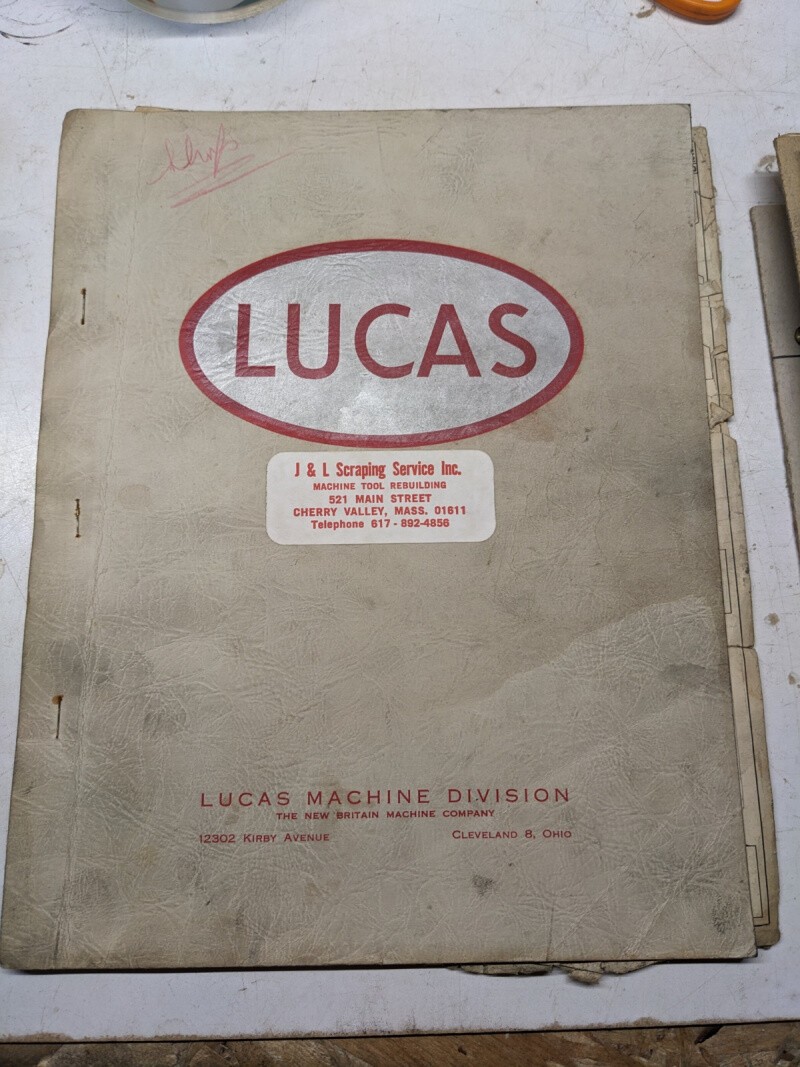 LUCAS
J & L Scraping Service Inc.
MACHINE TOOL REBUILDING
521 MAIN STREET
CHERRY VALLEY, MASS. 01611
Telephone 617 - 892-4856
LUCAS MACHINE DIVISION
THE NEW BRITAIN MACHINE COMPANY
12302 KIRBY AVENUE CLEVELAND 8, OHIO